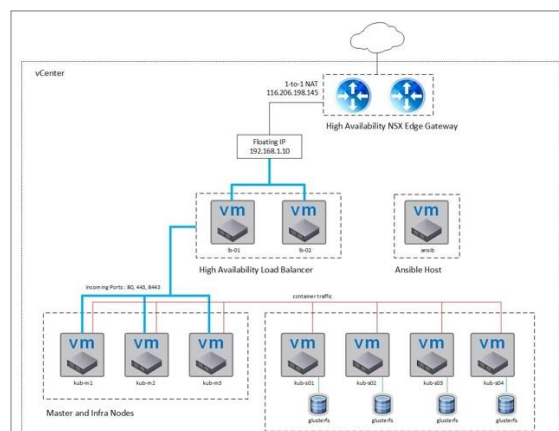 vCenter
1-to-1 NAT
116.206.198.145
High Availability NSX Edge Gateway
Floating IP
192.168.1.10
vm
vm
vm
lb-01
lb-02
ansib
High Availability Load Balancer
Ansible Host
Incoming Ports : 80, 443, 8443
container traffic
vm
vm
vm
vm
vm
vm
vm
kub-m1
kub-m2
kub-m3
kub-s01
kub-s02
kub-s03
kub-s04
glusterfs
glusterfs
glusterfs
glusterfs
Master and Infra Nodes